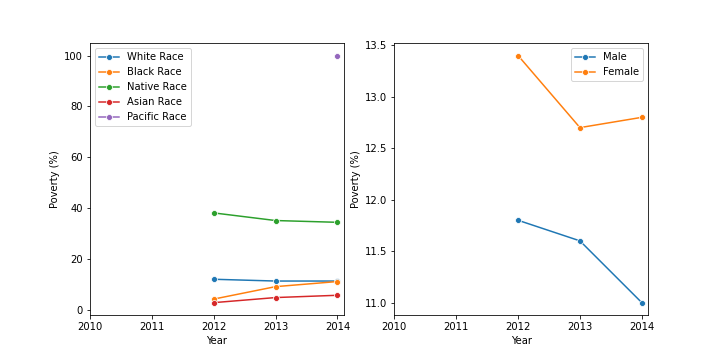 100
80
60
40
20
0
Poverty (%)
White Race
Black Race
Native Race
Asian Race
Pacific Race
2010 2011 2012 2013 2014
Year
13.5
13.0
12.5
12.0
11.5
11.0
Poverty (%)
Male
Female
2010 2011 2012 2013 2014
Year